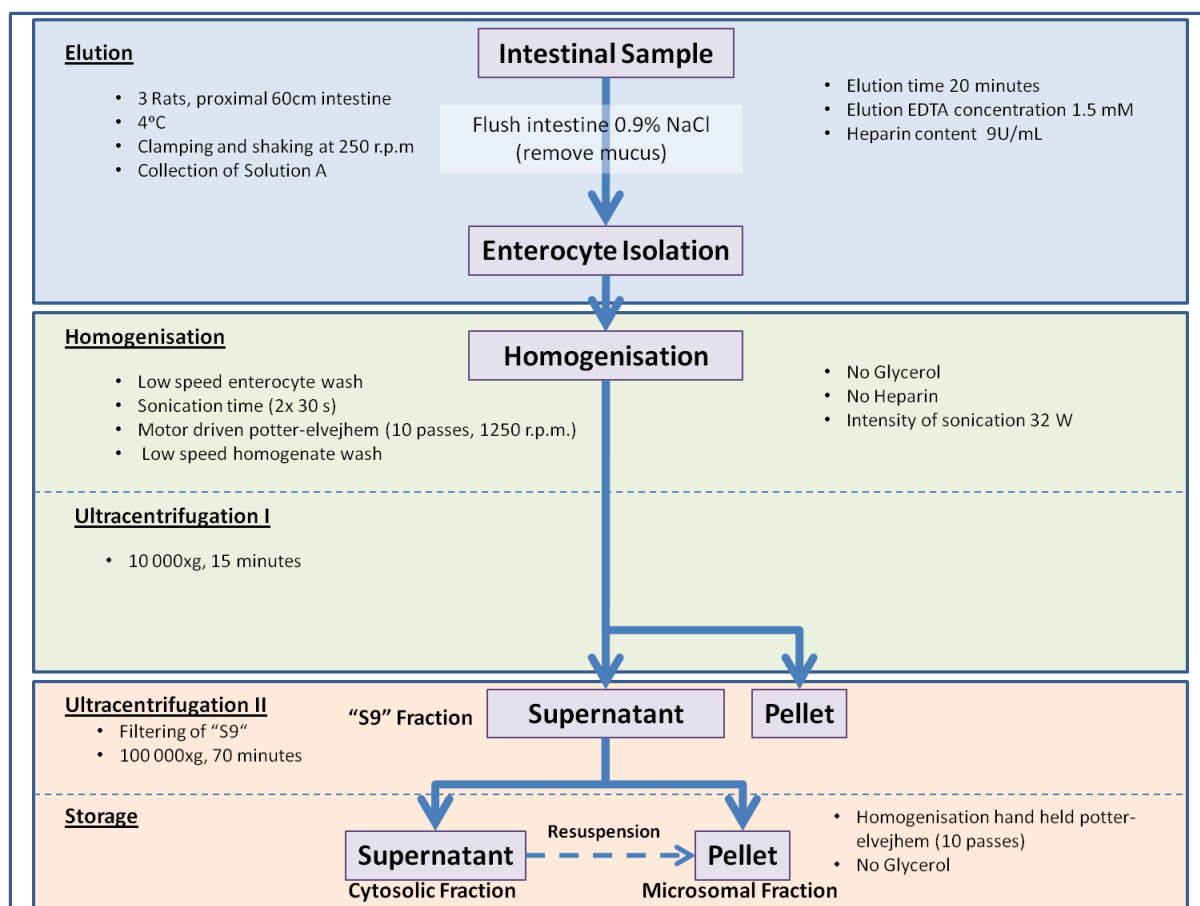 Elution
• 3 Rats, proximal 60cm intestine
• 4°C
• Clamping and shaking at 250 r.p.m
• Collection of Solution A
Intestinal Sample
Flush intestine 0.9% NaCl
(remove mucus)
• Elution time 20 minutes
• Elution EDTA concentration 1.5 mM
• Heparin content 9U/mL
Enterocyte Isolation
Homogenisation
• Low speed enterocyte wash
• Sonication time (2x 30 s)
• Motor driven potter-elvejhem (10 passes, 1250 r.p.m.)
• Low speed homogenate wash
Homogenisation
• No Glycerol
• No Heparin
• Intensity of sonication 32 W
Ultracentrifugation I
• 10 000xg, 15 minutes
Ultracentrifugation II
• Filtering of “S9“
• 100 000xg, 70 minutes
“S9” Fraction
Supernatant
Pellet
Storage
Supernatant
Cytosolic Fraction
Resuspension
Pellet
Microsomal Fraction
• Homogenisation hand held potter-
elvejhem (10 passes)
• No Glycerol